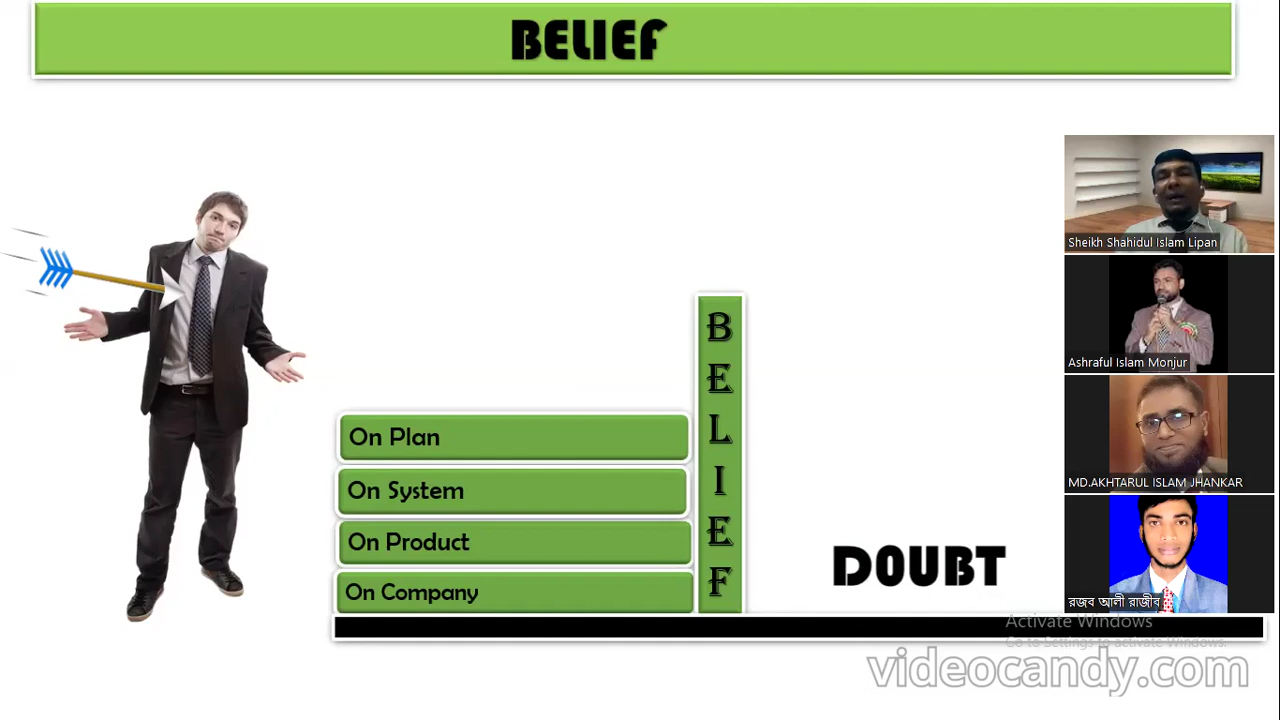 BELIEF
On Plan
On System
On Product
On Company
B
E
L
I
E
F
DOUBT
Sheikh Shahidul Islam Lipan
Ashraful Islam Monjur
MD.AKHTARUL ISLAM JHANKAR
রজব আলী রাজীব
Activate Windows
Go to Settings to activate Windows.
videocandy.com